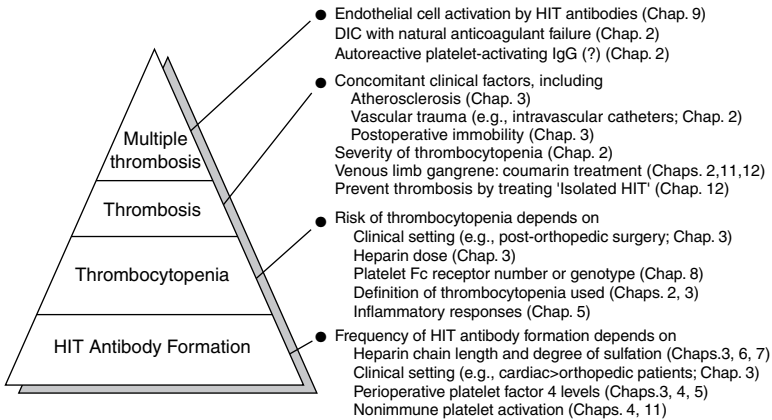 ● Endothelial cell activation by HIT antibodies (Chap. 9)
DIC with natural anticoagulant failure (Chap. 2)
Autoreactive platelet-activating IgG (?) (Chap. 2)
● Concomitant clinical factors, including
Atherosclerosis (Chap. 3)
Vascular trauma (e.g., intravascular catheters; Chap. 2)
Postoperative immobility (Chap. 3)
Severity of thrombocytopenia (Chap. 2)
Venous limb gangrene: coumarin treatment (Chaps. 2,11,12)
Prevent thrombosis by treating 'Isolated HIT' (Chap. 12)
● Risk of thrombocytopenia depends on
Clinical setting (e.g., post-orthopedic surgery; Chap. 3)
Heparin dose (Chap. 3)
Platelet Fc receptor number or genotype (Chap. 8)
Definition of thrombocytopenia used (Chaps. 2, 3)
Inflammatory responses (Chap. 5)
● Frequency of HIT antibody formation depends on
Heparin chain length and degree of sulfation (Chaps.3, 6, 7)
Clinical setting (e.g., cardiac>orthopedic patients; Chap. 3)
Perioperative platelet factor 4 levels (Chaps.3, 4, 5)
Nonimmune platelet activation (Chaps. 4, 11)
Multiple
thrombosis
Thrombosis
Thrombocytopenia
HIT Antibody Formation